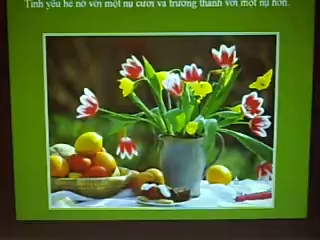 Tình yêu hé nở với một nụ cười và trưởng thành với một nụ hôn.